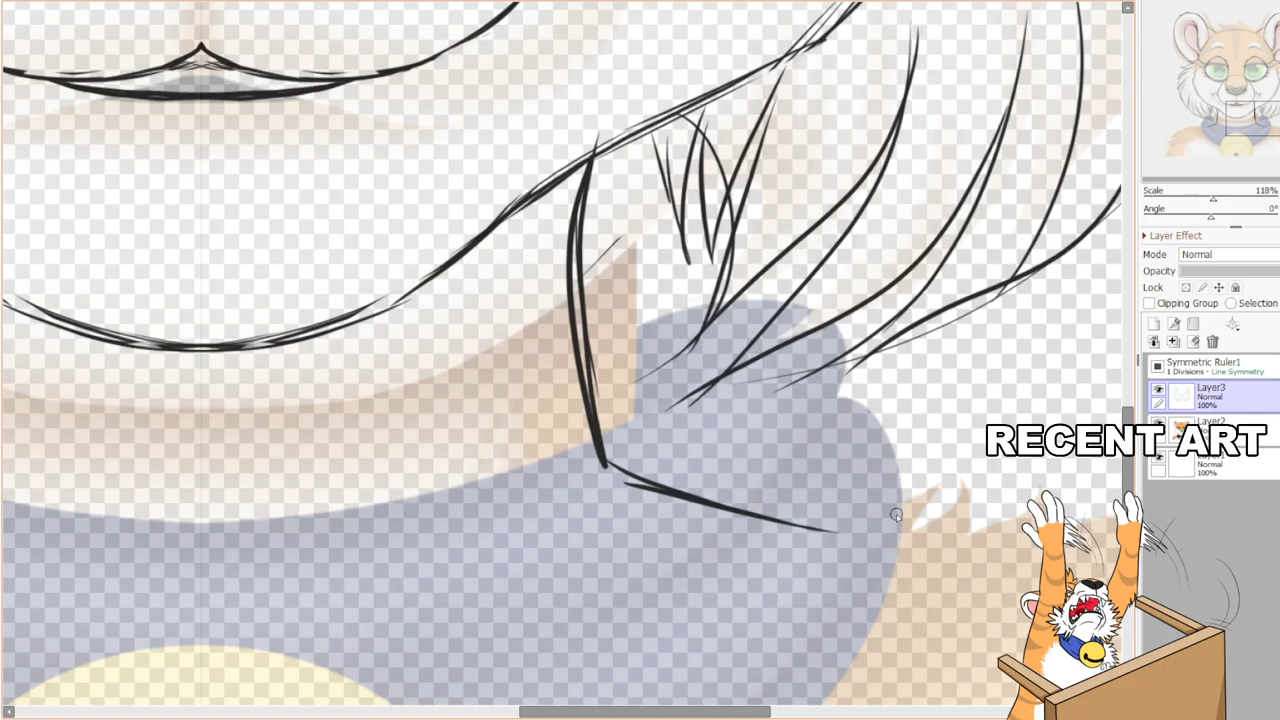 Scale 118%
Angle 0°
Layer Effect
Mode Normal
Opacity
Lock
Clipping Group Selection
Symmetric Ruler1
1 Divisions - Line Symmetry
Layer3
Normal
100%
Layer2
RECENT ART
Normal
100%